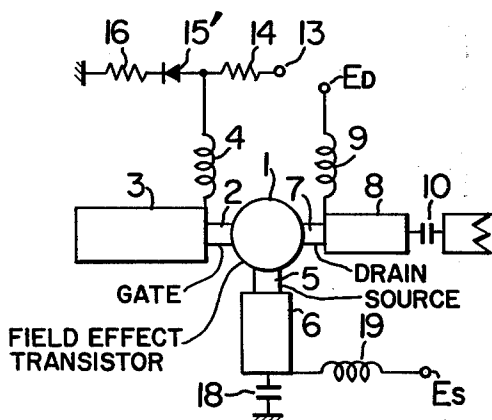 16 15' 14 13
ED
4 9
1
3 2 7 8 10
GATE 5 DRAIN
SOURCE
FIELD EFFECT
TRANSISTOR
6 19
18 ES